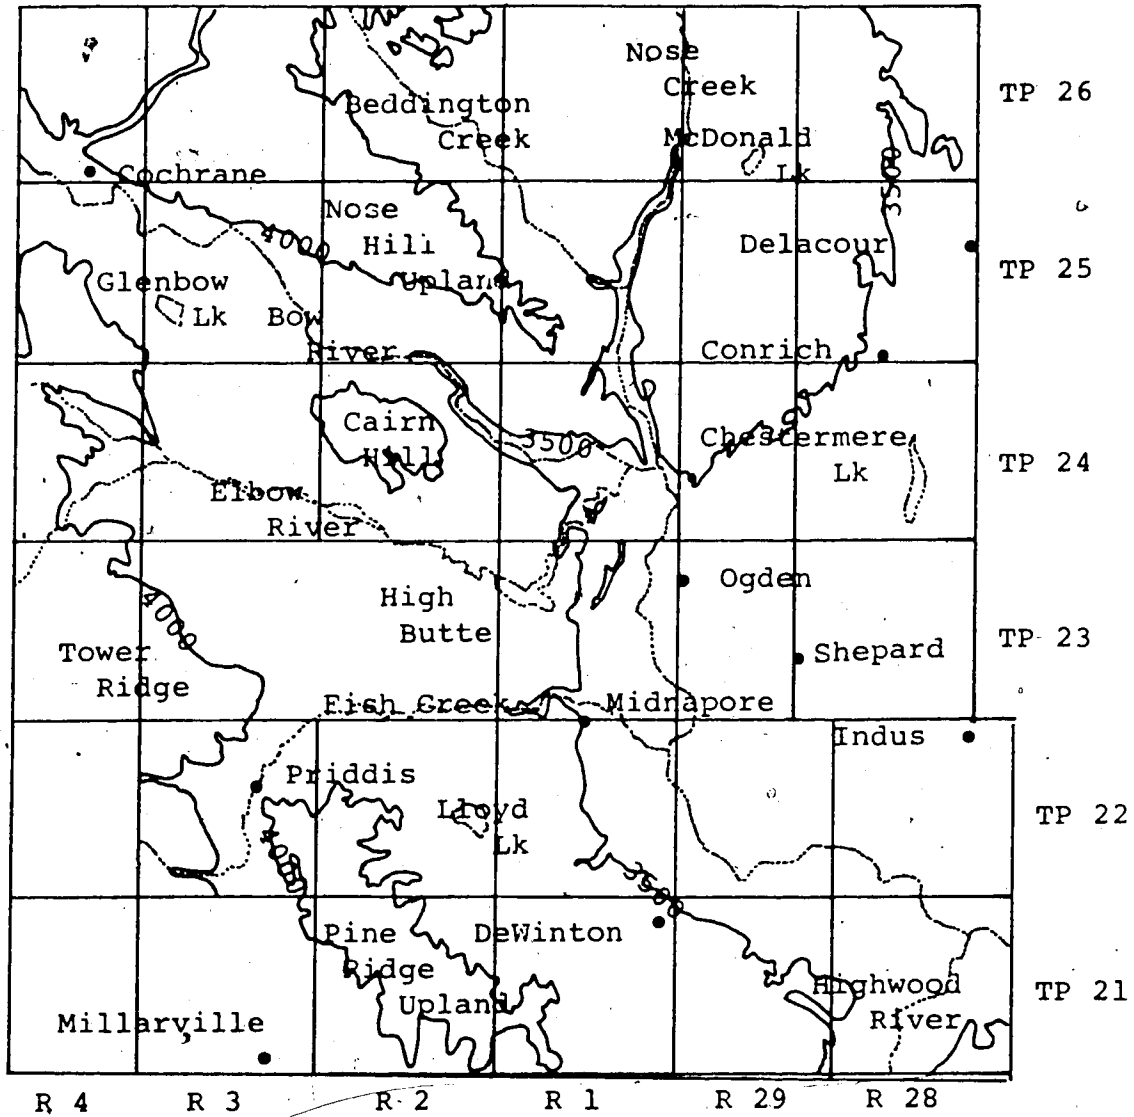 Nose
Creek
TP 26
Beddington
Creek
McDonald
Lk
Cochrane
3500
Nose
Hill
Upland
4000
Delacour
TP 25
Glenbow
Lk
Bow
River
Conrich
Cairn
Hill
3500
Chestermere
Lk
TP 24
Elbow
River
Ogden
High
Butte
4000
TP 23
Tower
Ridge
Shepard
Fish Creek
Midnapore
Indus
Priddis
Lloyd
Lk
TP 22
4000
3500
Pine
Ridge
Upland
DeWinton
Highwood
River
TP 21
Millarville
R 4
R 3
R 2
R 1
R 29
R 28